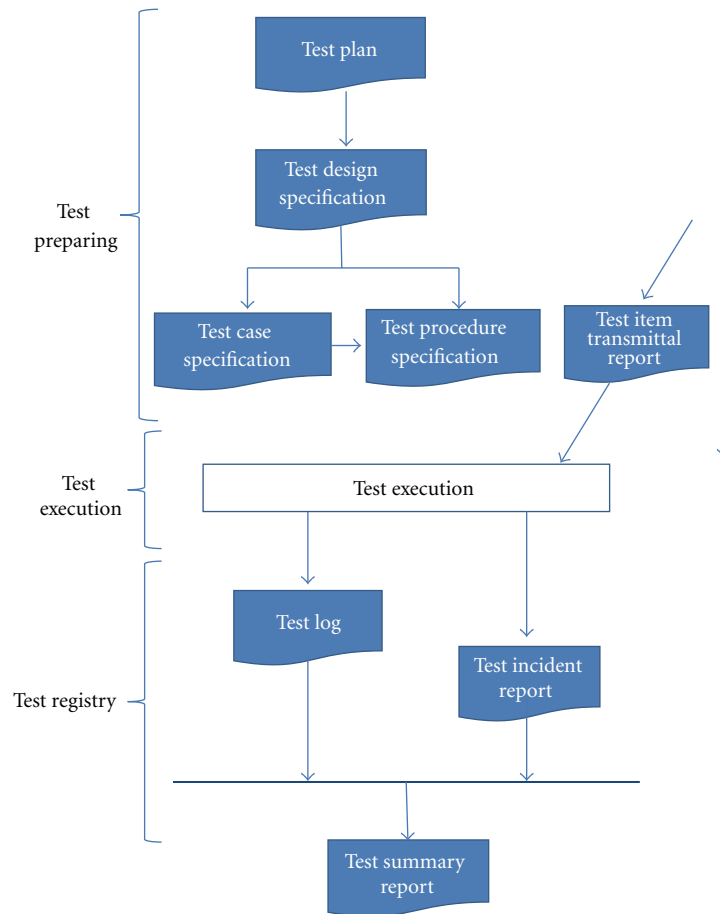 Test plan
Test design
specification
Test
preparing
Test case
specification
Test procedure
specification
Test item
transmittal
report
Test
execution
Test execution
Test log
Test incident
report
Test registry
Test summary
report